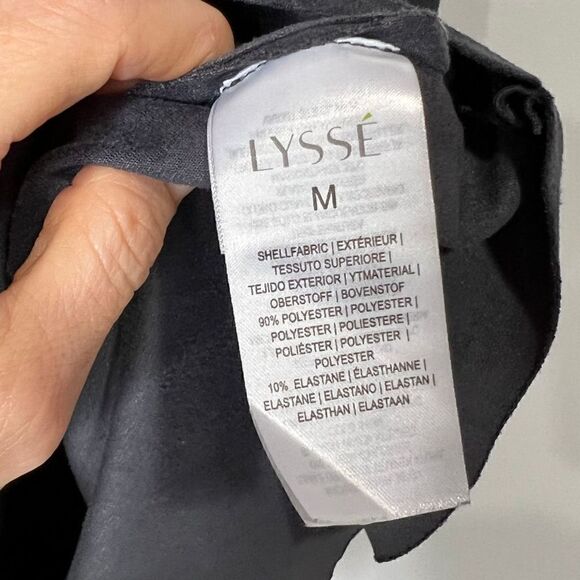 LYSSÉ
M
SHELLFABRIC | EXTÉRIEUR |
TESSUTO SUPERIORE |
TEJIDO EXTERIOR | YTMATERIAL |
OBERSTOFF | BOVENSTOF
90% POLYESTER | POLYESTER |
POLYESTER | POLIESTERE |
POLIÉSTER | POLYESTER |
POLYESTER
10% ELASTANE | ÉLASTHANNE |
ELASTANE | ELASTANO | ELASTAN |
ELASTHAN | ELASTAAN